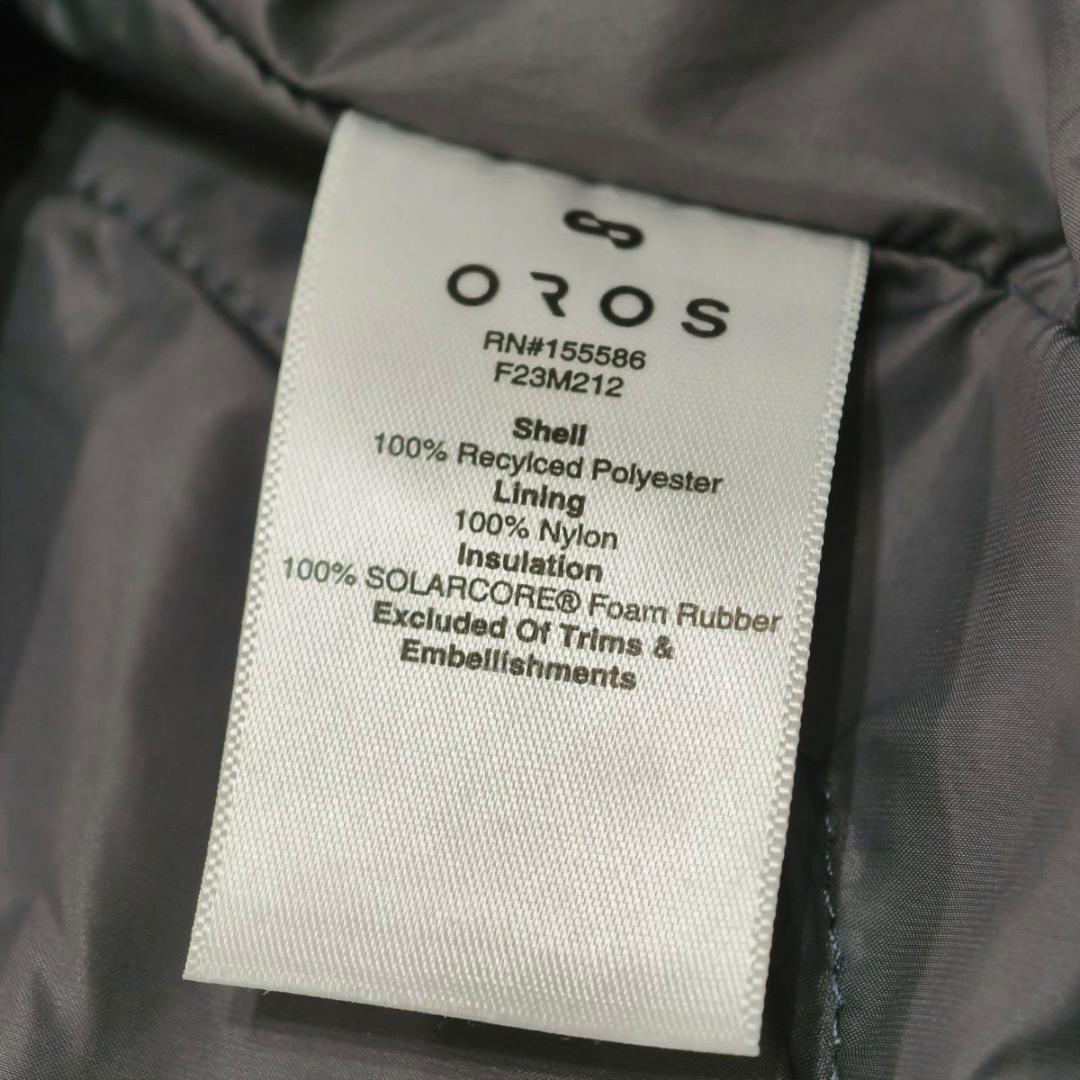 OROS
RN#155586
F23M212
Shell
100% Recylced Polyester
Lining
100% Nylon
Insulation
100% SOLARCORE® Foam Rubber
Excluded Of Trims &
Embellishments